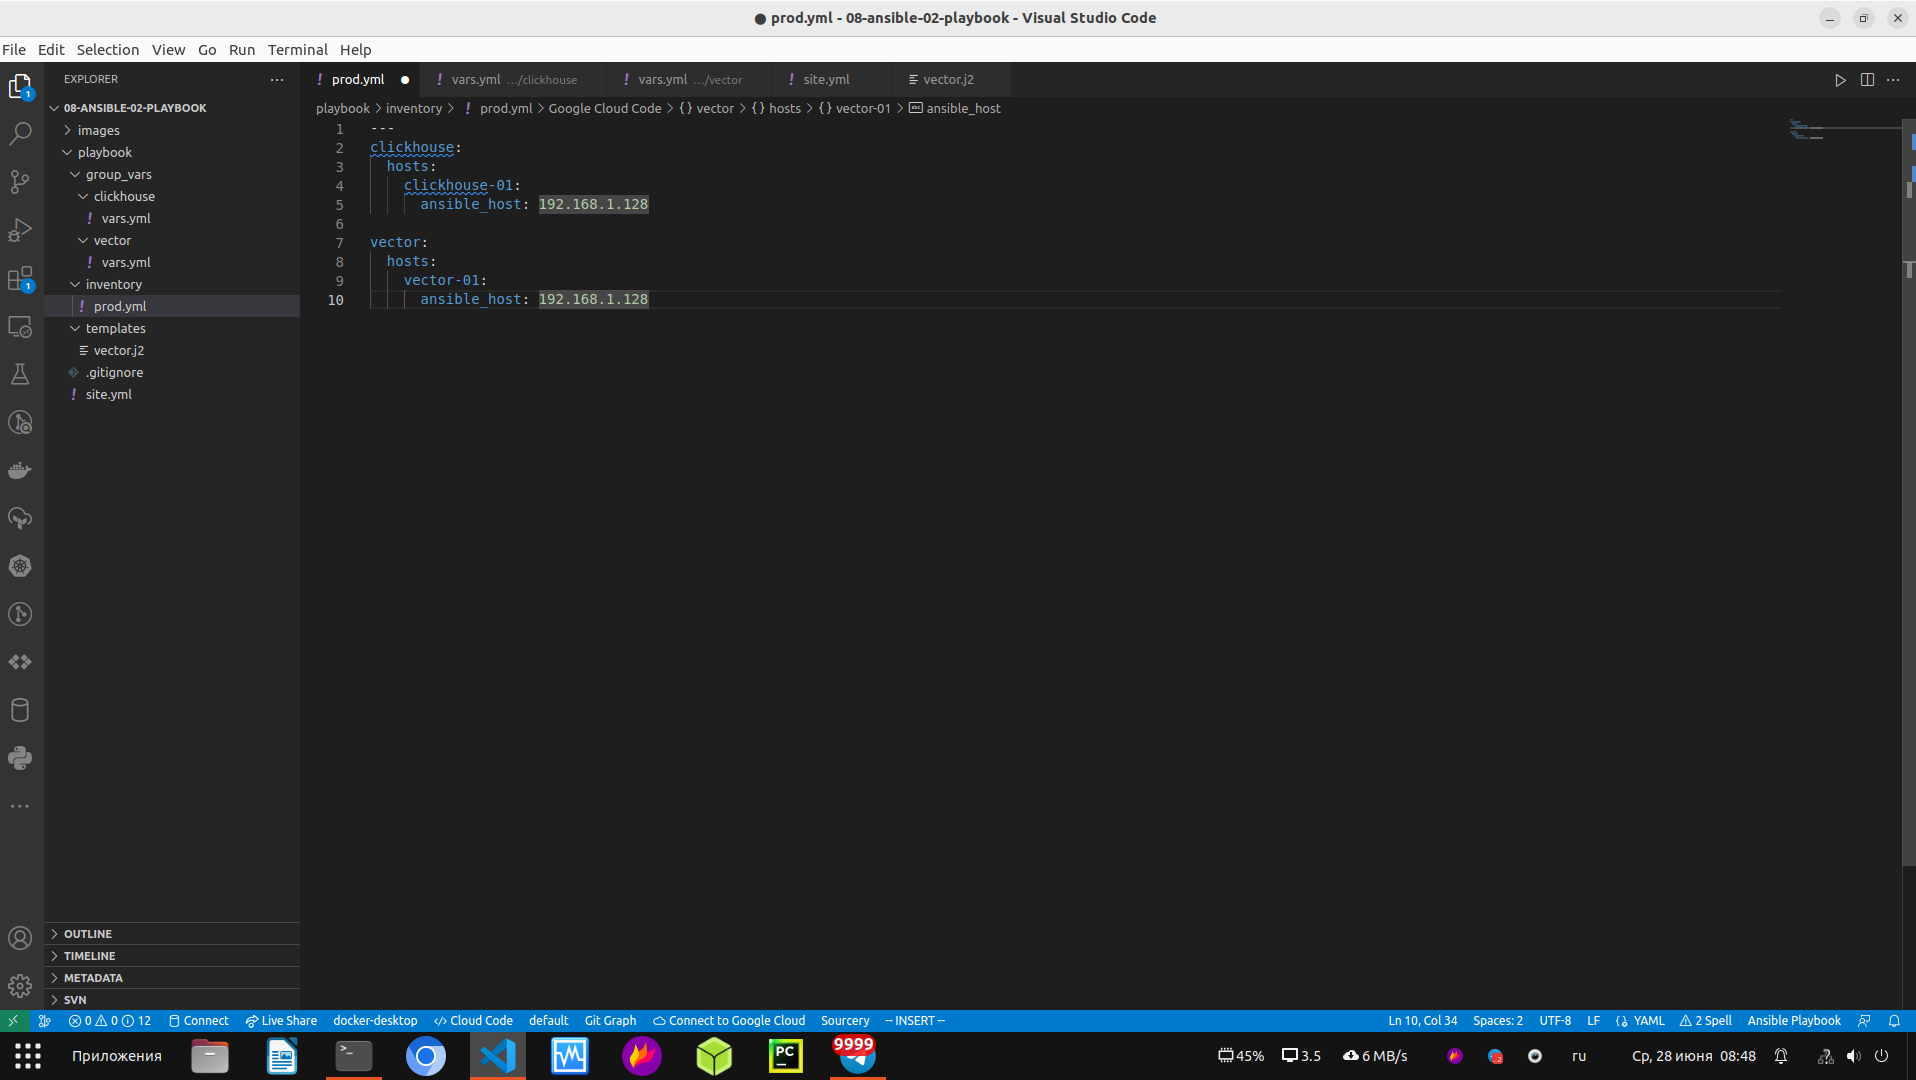 ● prod.yml - 08-ansible-02-playbook - Visual Studio Code
File Edit Selection View Go Run Terminal Help
EXPLORER
08-ANSIBLE-02-PLAYBOOK
images
playbook
group_vars
clickhouse
! vars.yml
vector
! vars.yml
inventory
! prod.yml
templates
vector.j2
.gitignore
! site.yml
OUTLINE
TIMELINE
METADATA
SVN
! prod.yml ● ! vars.yml .../clickhouse ! vars.yml .../vector ! site.yml vector.j2
playbook > inventory > ! prod.yml > Google Cloud Code > {} vector > {} hosts > {} vector-01 > abc ansible_host
1 ---
2 clickhouse:
3 hosts:
4 clickhouse-01:
5 ansible_host: 192.168.1.128
6
7 vector:
8 hosts:
9 vector-01:
10 ansible_host: 192.168.1.128
1
1
0 0 12 Connect Live Share docker-desktop Cloud Code default Git Graph Connect to Google Cloud Sourcery -- INSERT -- Ln 10, Col 34 Spaces: 2 UTF-8 LF YAML 2 Spell Ansible Playbook
Приложения PC 9999 45% 3.5 6 MB/s ru Ср, 28 июня 08:48